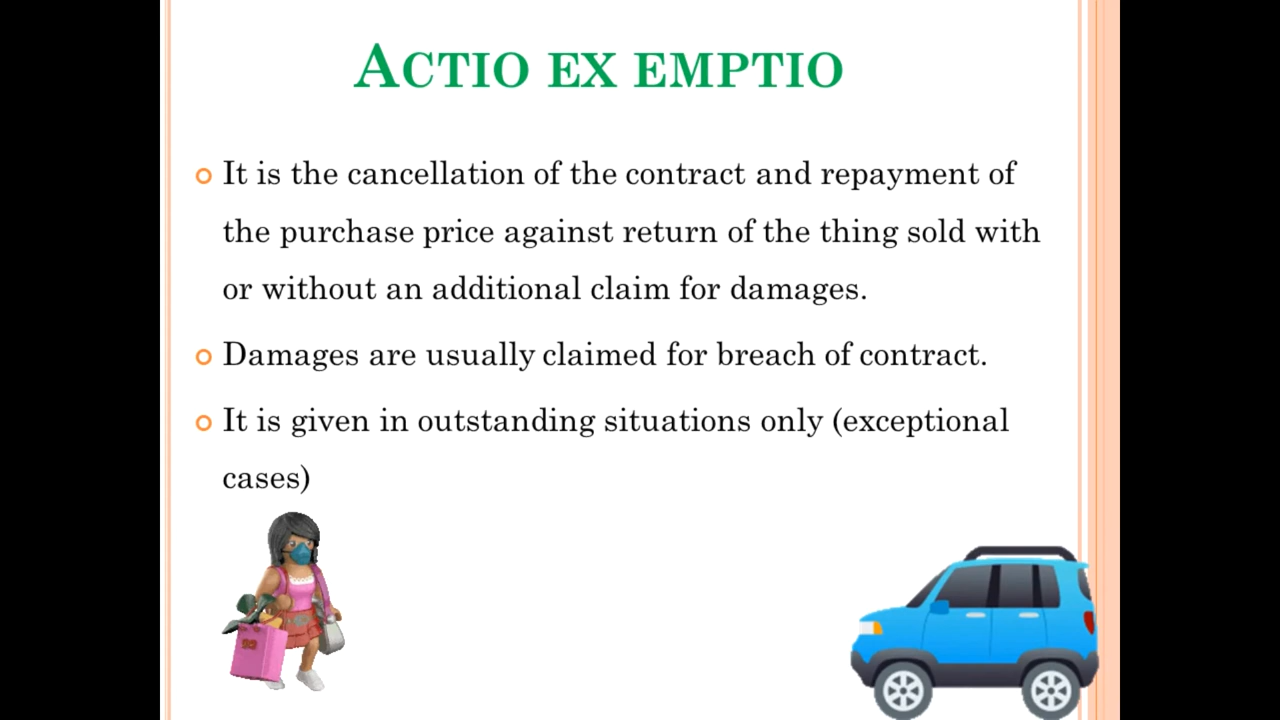 ACTIO EX EMPTIO
It is the cancellation of the contract and repayment of
the purchase price against return of the thing sold with
or without an additional claim for damages.
Damages are usually claimed for breach of contract.
It is given in outstanding situations only (exceptional
cases)